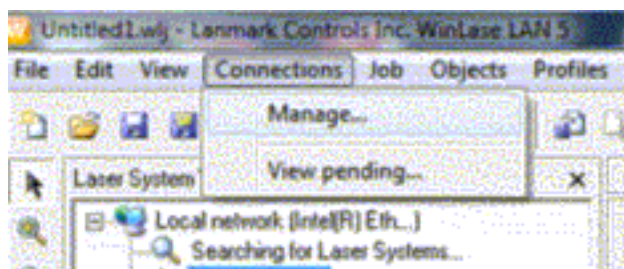 Untitled1.wlj - Lanmark Controls Inc. WinLase LAN 5
File Edit View Connections Job Objects Profiles
Manage...
Laser System
View pending...
Local network (Intel(R) Eth...)
Searching for Laser Systems...